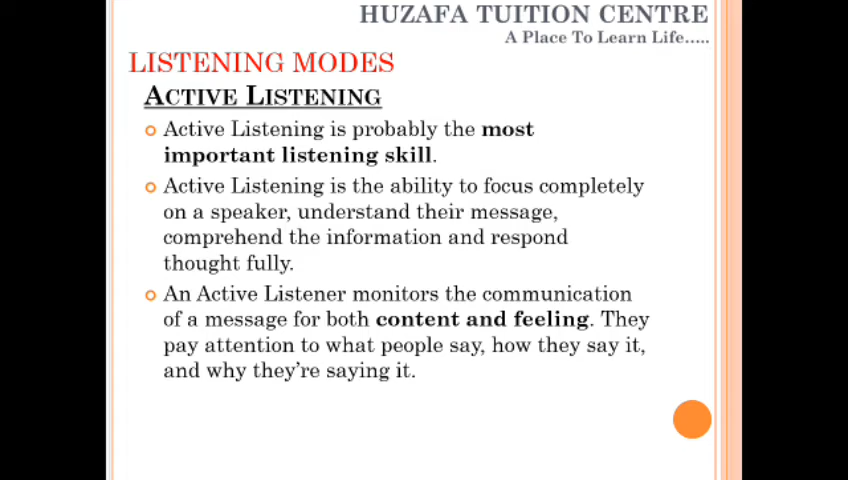 HUZAFA TUITION CENTRE
A Place To Learn Life.....
LISTENING MODES
ACTIVE LISTENING
Active Listening is probably the most
important listening skill.
Active Listening is the ability to focus completely
on a speaker, understand their message,
comprehend the information and respond
thought fully.
An Active Listener monitors the communication
of a message for both content and feeling. They
pay attention to what people say, how they say it,
and why they're saying it.